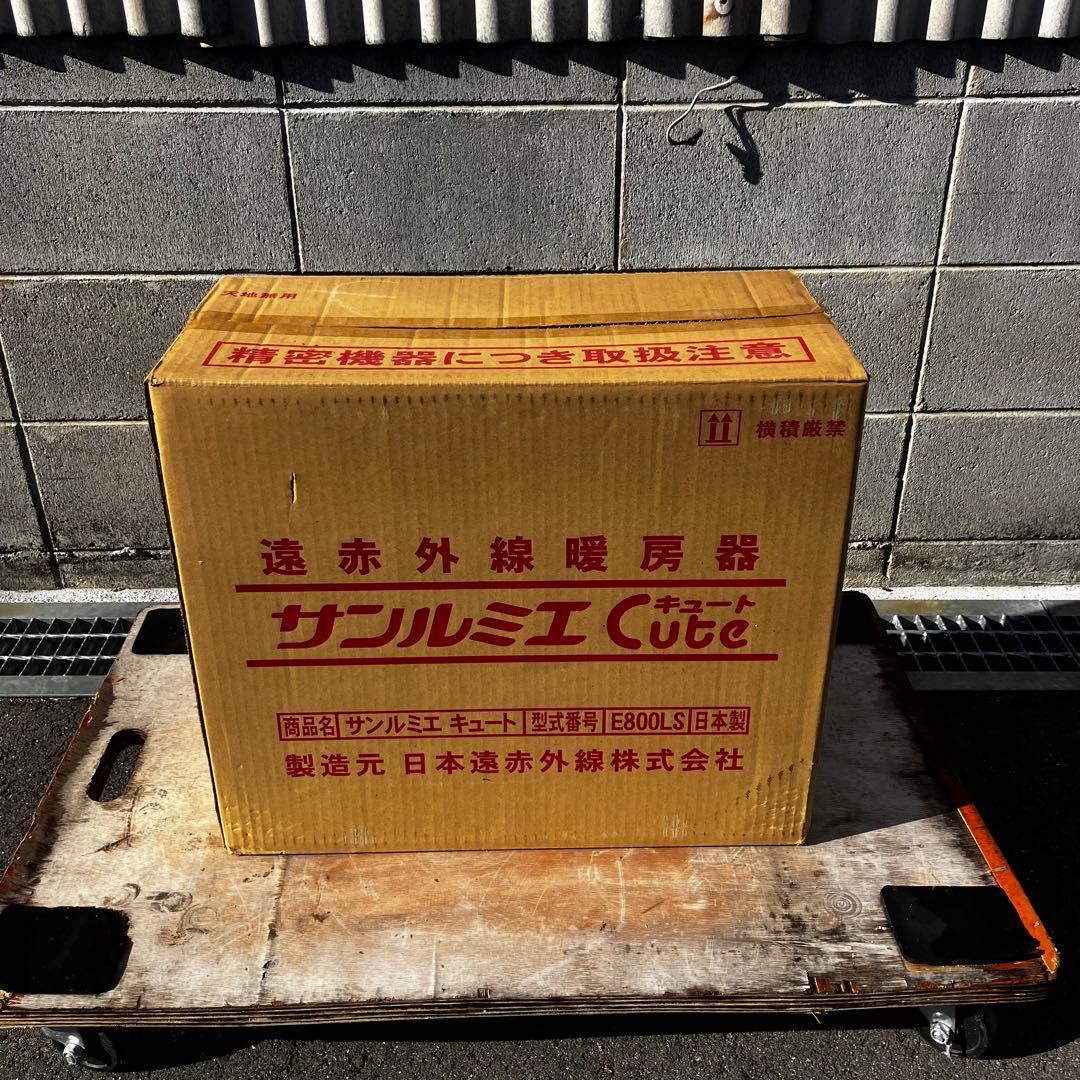 天地無用
精密機器につき取扱注意
横積厳禁
遠赤外線暖房器
サンルミエ Cute キュート
商品名 サンルミエ キュート 型式番号 E800LS 日本製
製造元 日本遠赤外線株式会社